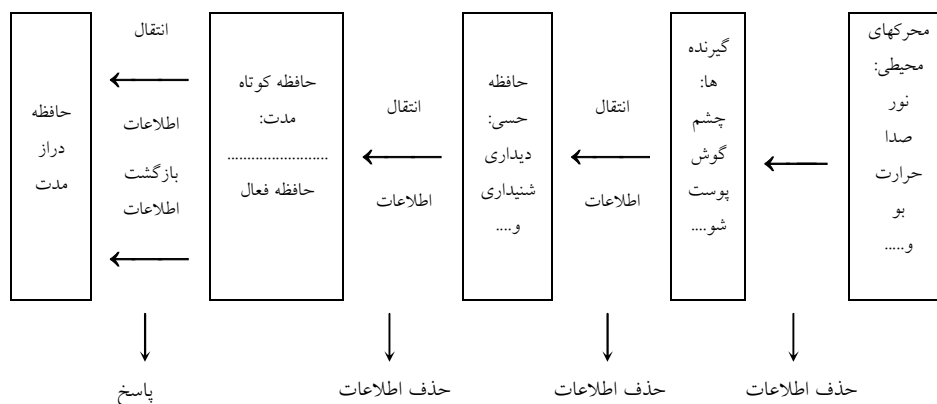 محرکهای
محیطی:
نور
صدا
حرارت
بو
و.....
گیرنده
ها:
چشم
گوش
پوست
شو....
انتقال
اطلاعات
حافظه
حسی:
دیداری
شنیداری
و....
انتقال
اطلاعات
حافظه کوتاه
مدت:
.........................
حافظه فعال
انتقال
اطلاعات
بازگشت
اطلاعات
حافظه
دراز
مدت
حذف اطلاعات
حذف اطلاعات
حذف اطلاعات
پاسخ